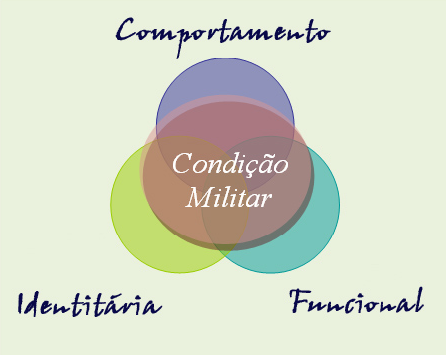 Comportamento
Condição
Militar
Identitária
Funcional